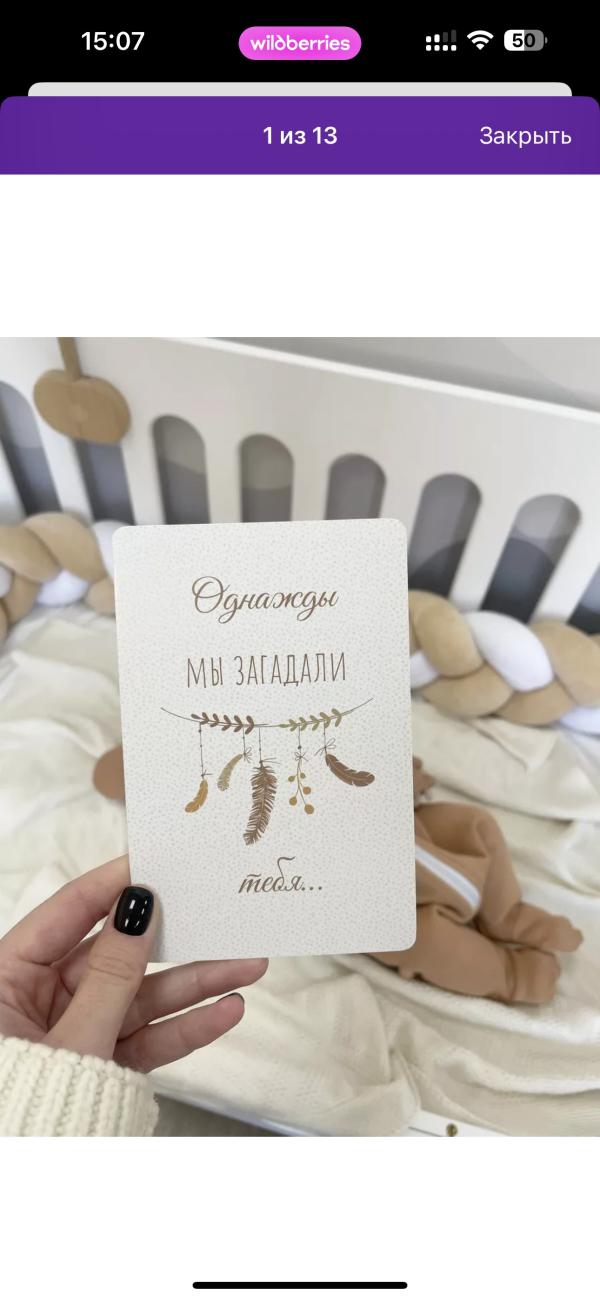 15:07
wildberries
50
1 из 13
Закрыть
Однажды
МЫ ЗАГАДАЛИ
тебя...